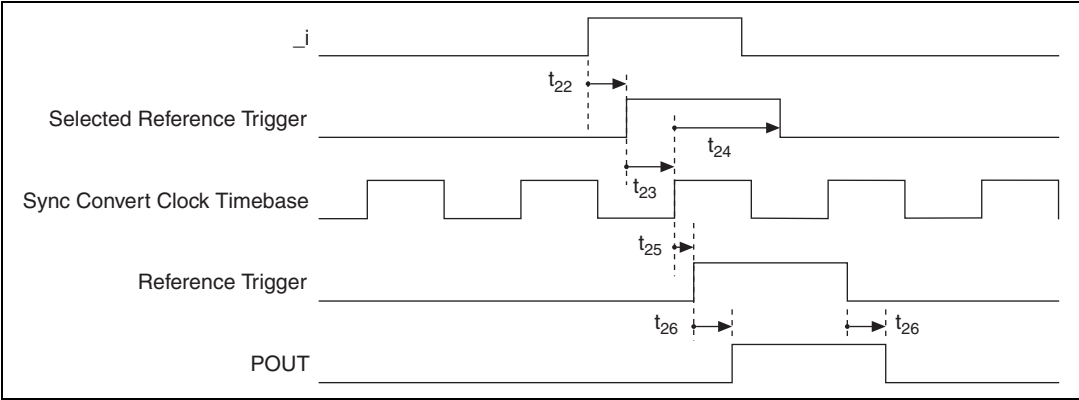 _i
t22
Selected Reference Trigger
t24
t23
Sync Convert Clock Timebase
t25
Reference Trigger
t26
t26
POUT